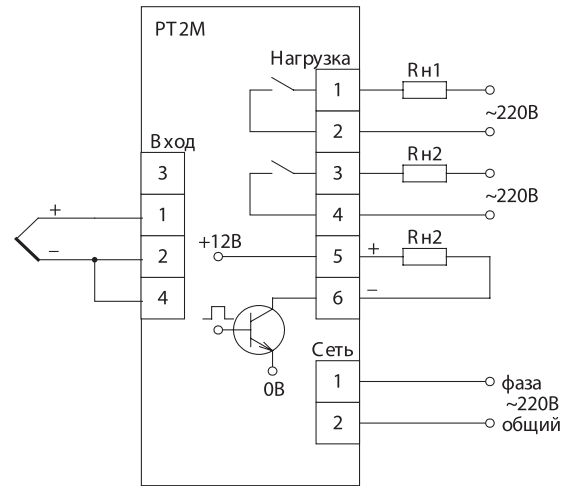 РТ2М
Нагрузка
1
Rн1
2
~220В
Вход
3
3
Rн2
+
1
4
~220В
−
2
+12В
5
+
Rн2
4
6
−
Сеть
0В
1
фаза
~220В
2
общий